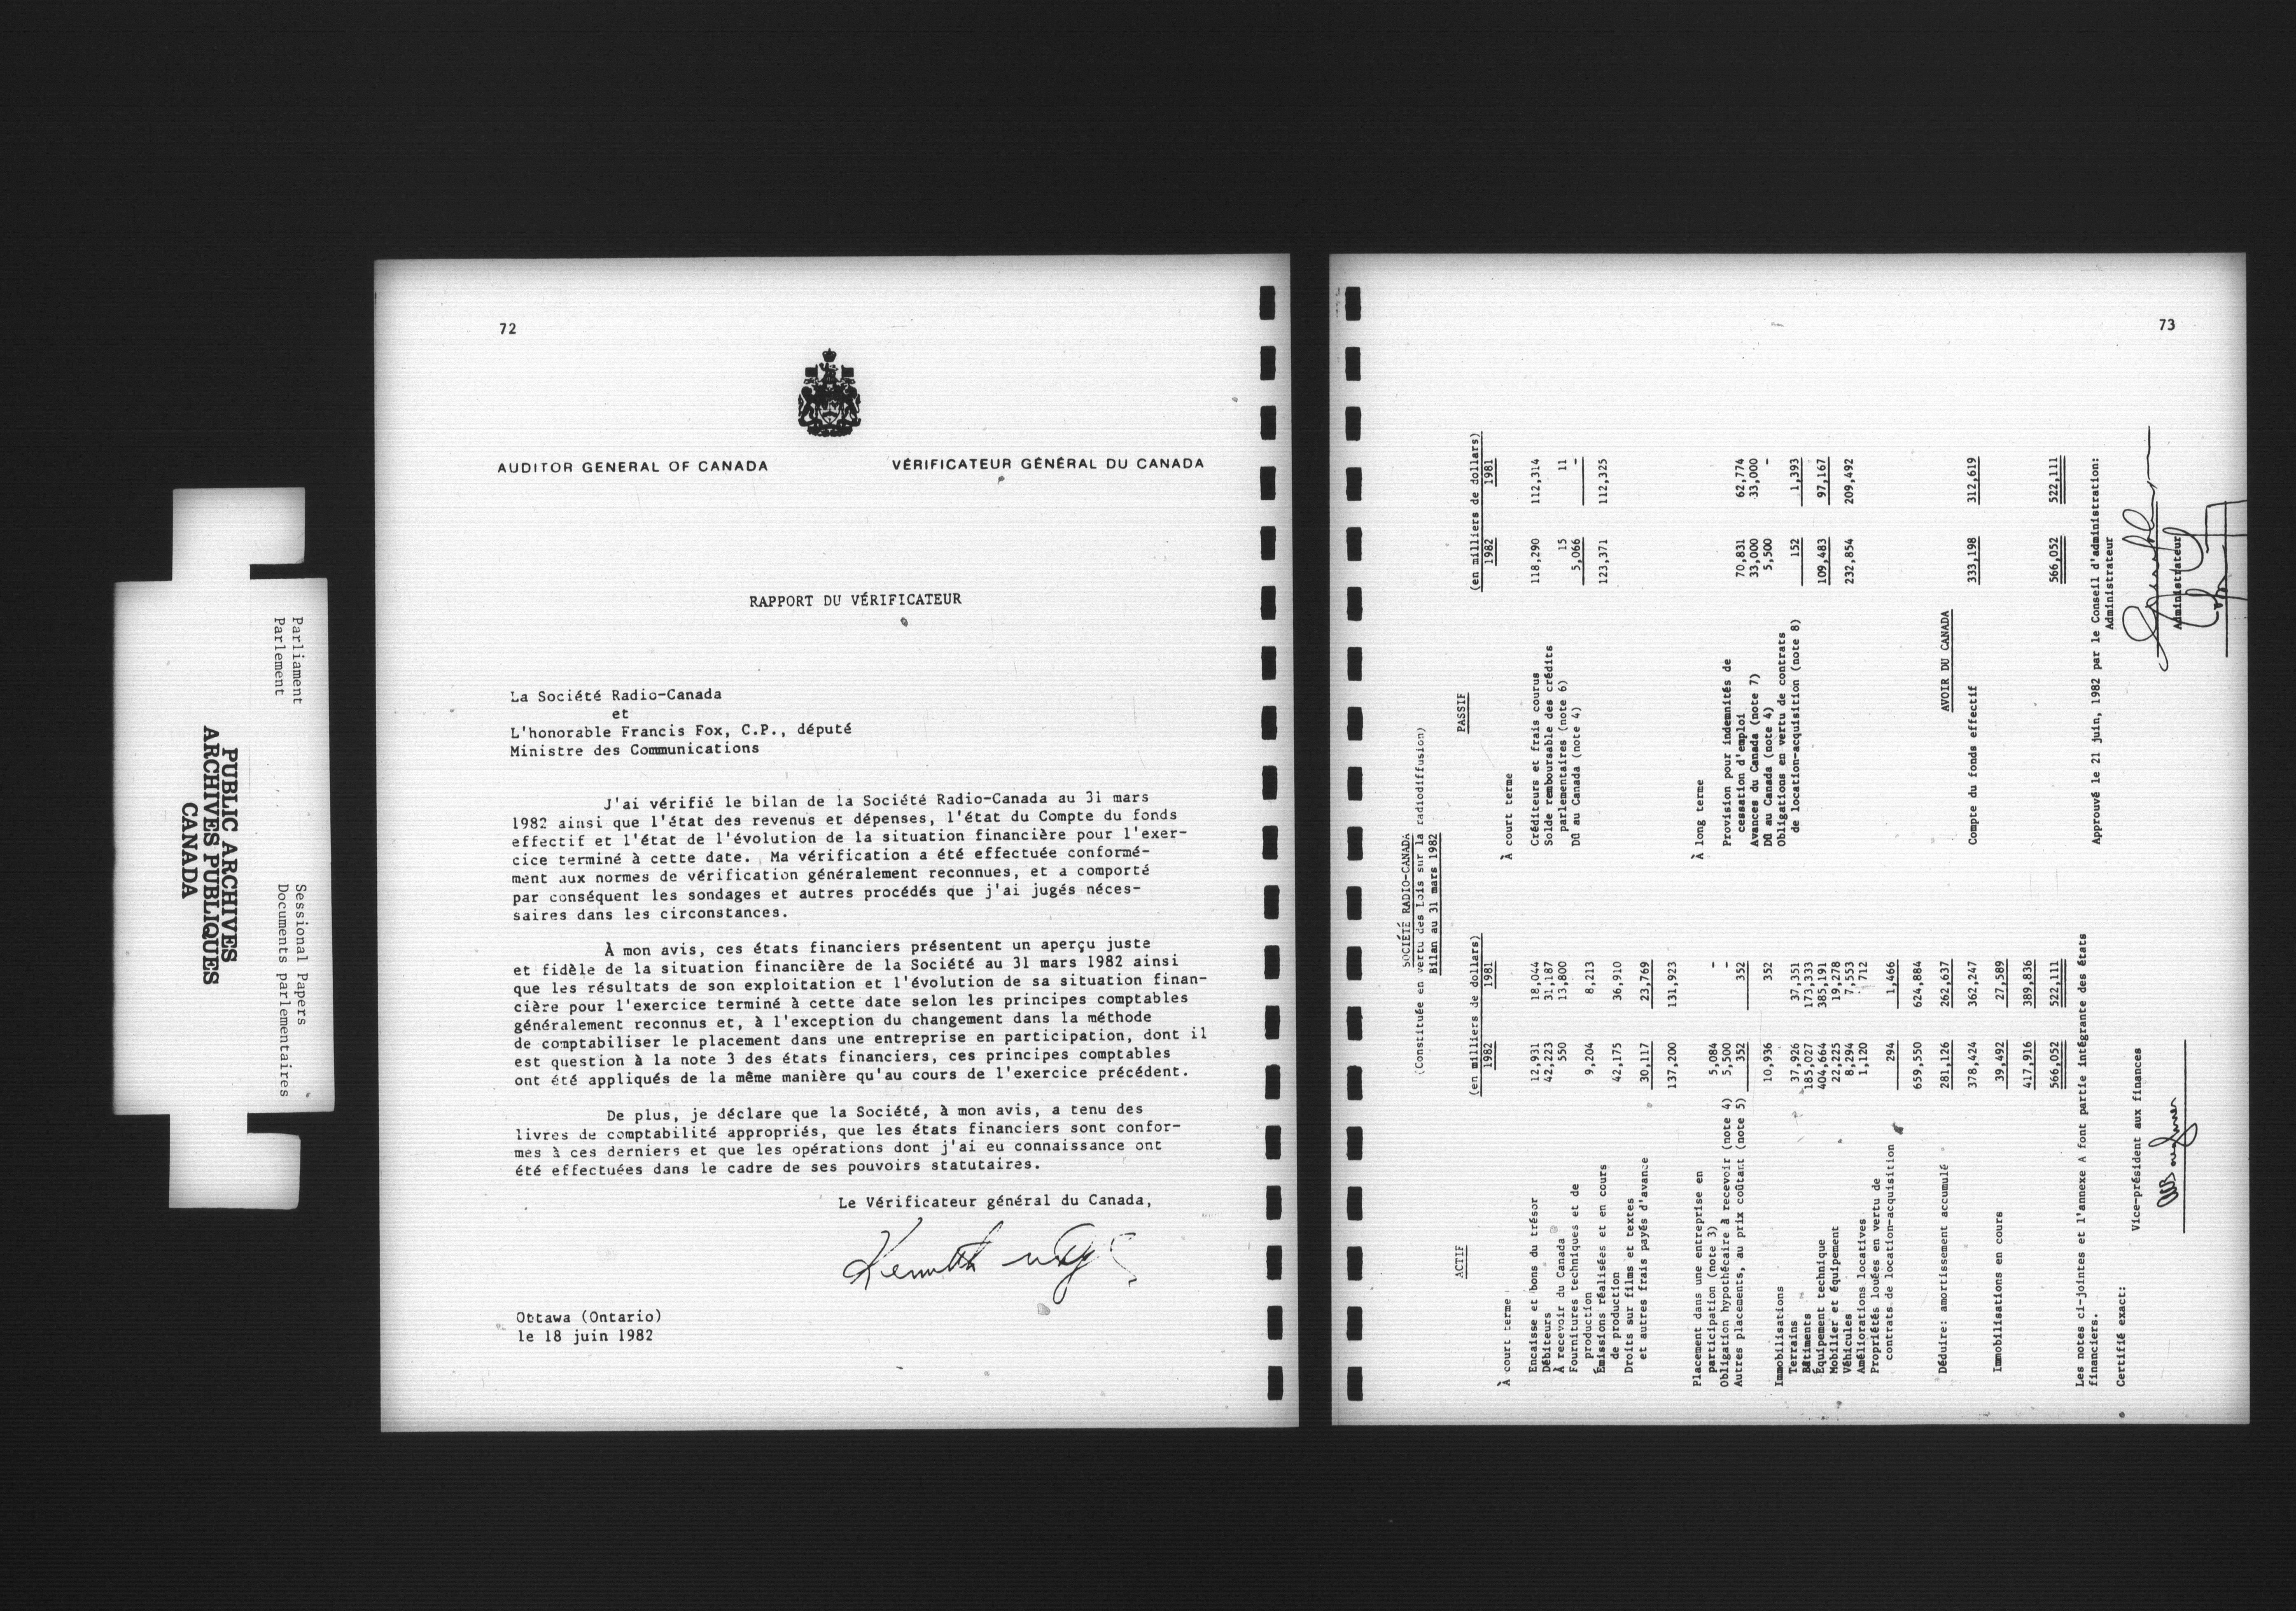 Parliament
Parlement
Sessional Papers
Documents parlementaires
PUBLIC ARCHIVES
ARCHIVES PUBLIQUES
CANADA
72
AUDITOR GENERAL OF CANADA
VÉRIFICATEUR GÉNÉRAL DU CANADA
RAPPORT DU VÉRIFICATEUR
La Société Radio-Canada
et
L'honorable Francis Fox, C.P., député
Ministre des Communications
J'ai vérifié le bilan de la Société Radio-Canada au 31 mars
1982 ainsi que l'état des revenus et dépenses, l'état du Compte du fonds
effectif et l'état de l'évolution de la situation financière pour l'exer-
cice terminé à cette date. Ma vérification a été effectuée conformé-
ment aux normes de vérification généralement reconnues, et a comporté
par conséquent les sondages et autres procédés que j'ai jugés néces-
saires dans les circonstances.
À mon avis, ces états financiers présentent un aperçu juste
et fidèle de la situation financière de la Société au 31 mars 1982 ainsi
que les résultats de son exploitation et l'évolution de sa situation finan-
cière pour l'exercice terminé à cette date selon les principes comptables
généralement reconnus et, à l'exception du changement dans la méthode
de comptabiliser le placement dans une entreprise en participation, dont il
est question à la note 3 des états financiers, ces principes comptables
ont été appliqués de la même manière qu'au cours de l'exercice précédent.
De plus, je déclare que la Société, à mon avis, a tenu des
livres de comptabilité appropriés, que les états financiers sont confor-
mes à ces derniers et que les opérations dont j'ai eu connaissance ont
été effectuées dans le cadre de ses pouvoirs statutaires.
Le Vérificateur général du Canada,
Ottawa (Ontario)
le 18 juin 1982
73
SOCIÉTÉ RADIO-CANADA
(Constituée en vertu des Lois sur la radiodiffusion)
Bilan au 31 mars 1982
ACTIF
(en milliers de dollars)
1982 1981
À court terme
Encaisse et bons du trésor 12,931 18,044
Débiteurs 42,223 31,187
À recevoir du Canada 550 13,800
Fournitures techniques et de
production 9,204 8,213
Émissions réalisées et en cours
de production 42,175 36,910
Droits sur films et textes
et autres frais payés d'avance 30,117 23,769
137,200 131,923
Placement dans une entreprise en
participation (note 3) 5,084 -
Obligation hypothécaire à recevoir (note 4) 5,500 -
Autres placements, au prix coûtant (note 5) 352 352
10,936 352
Immobilisations
Terrains 37,926 37,351
Bâtiments 185,027 173,333
Équipement technique 404,664 385,191
Mobilier et équipement 22,225 19,278
Véhicules 8,294 7,553
Améliorations locatives 1,120 712
Propriétés louées en vertu de
contrats de location-acquisition 294 1,466
659,550 624,884
Déduire: amortissement accumulé 281,126 262,637
378,424 362,247
Immobilisations en cours 39,492 27,589
417,916 389,836
566,052 522,111
PASSIF
(en milliers de dollars)
1982 1981
À court terme
Créditeurs et frais courus 118,290 112,314
Solde remboursable des crédits
parlementaires (note 6) 15 11
Dû au Canada (note 4) 5,066 -
123,371 112,325
À long terme
Provision pour indemnités de
cessation d'emploi 70,831 62,774
Avances du Canada (note 7) 33,000 33,000
Dû au Canada (note 4) 5,500 -
Obligations en vertu de contrats
de location-acquisition (note 8) 152 1,393
109,483 97,167
232,854 209,492
AVOIR DU CANADA
Compte du fonds effectif 333,198 312,619
566,052 522,111
Les notes ci-jointes et l'annexe A font partie intégrante des états
financiers.
Certifié exact:
Vice-président aux finances
Approuvé le 21 juin, 1982 par le Conseil d'administration:
Administrateur
Administrateur